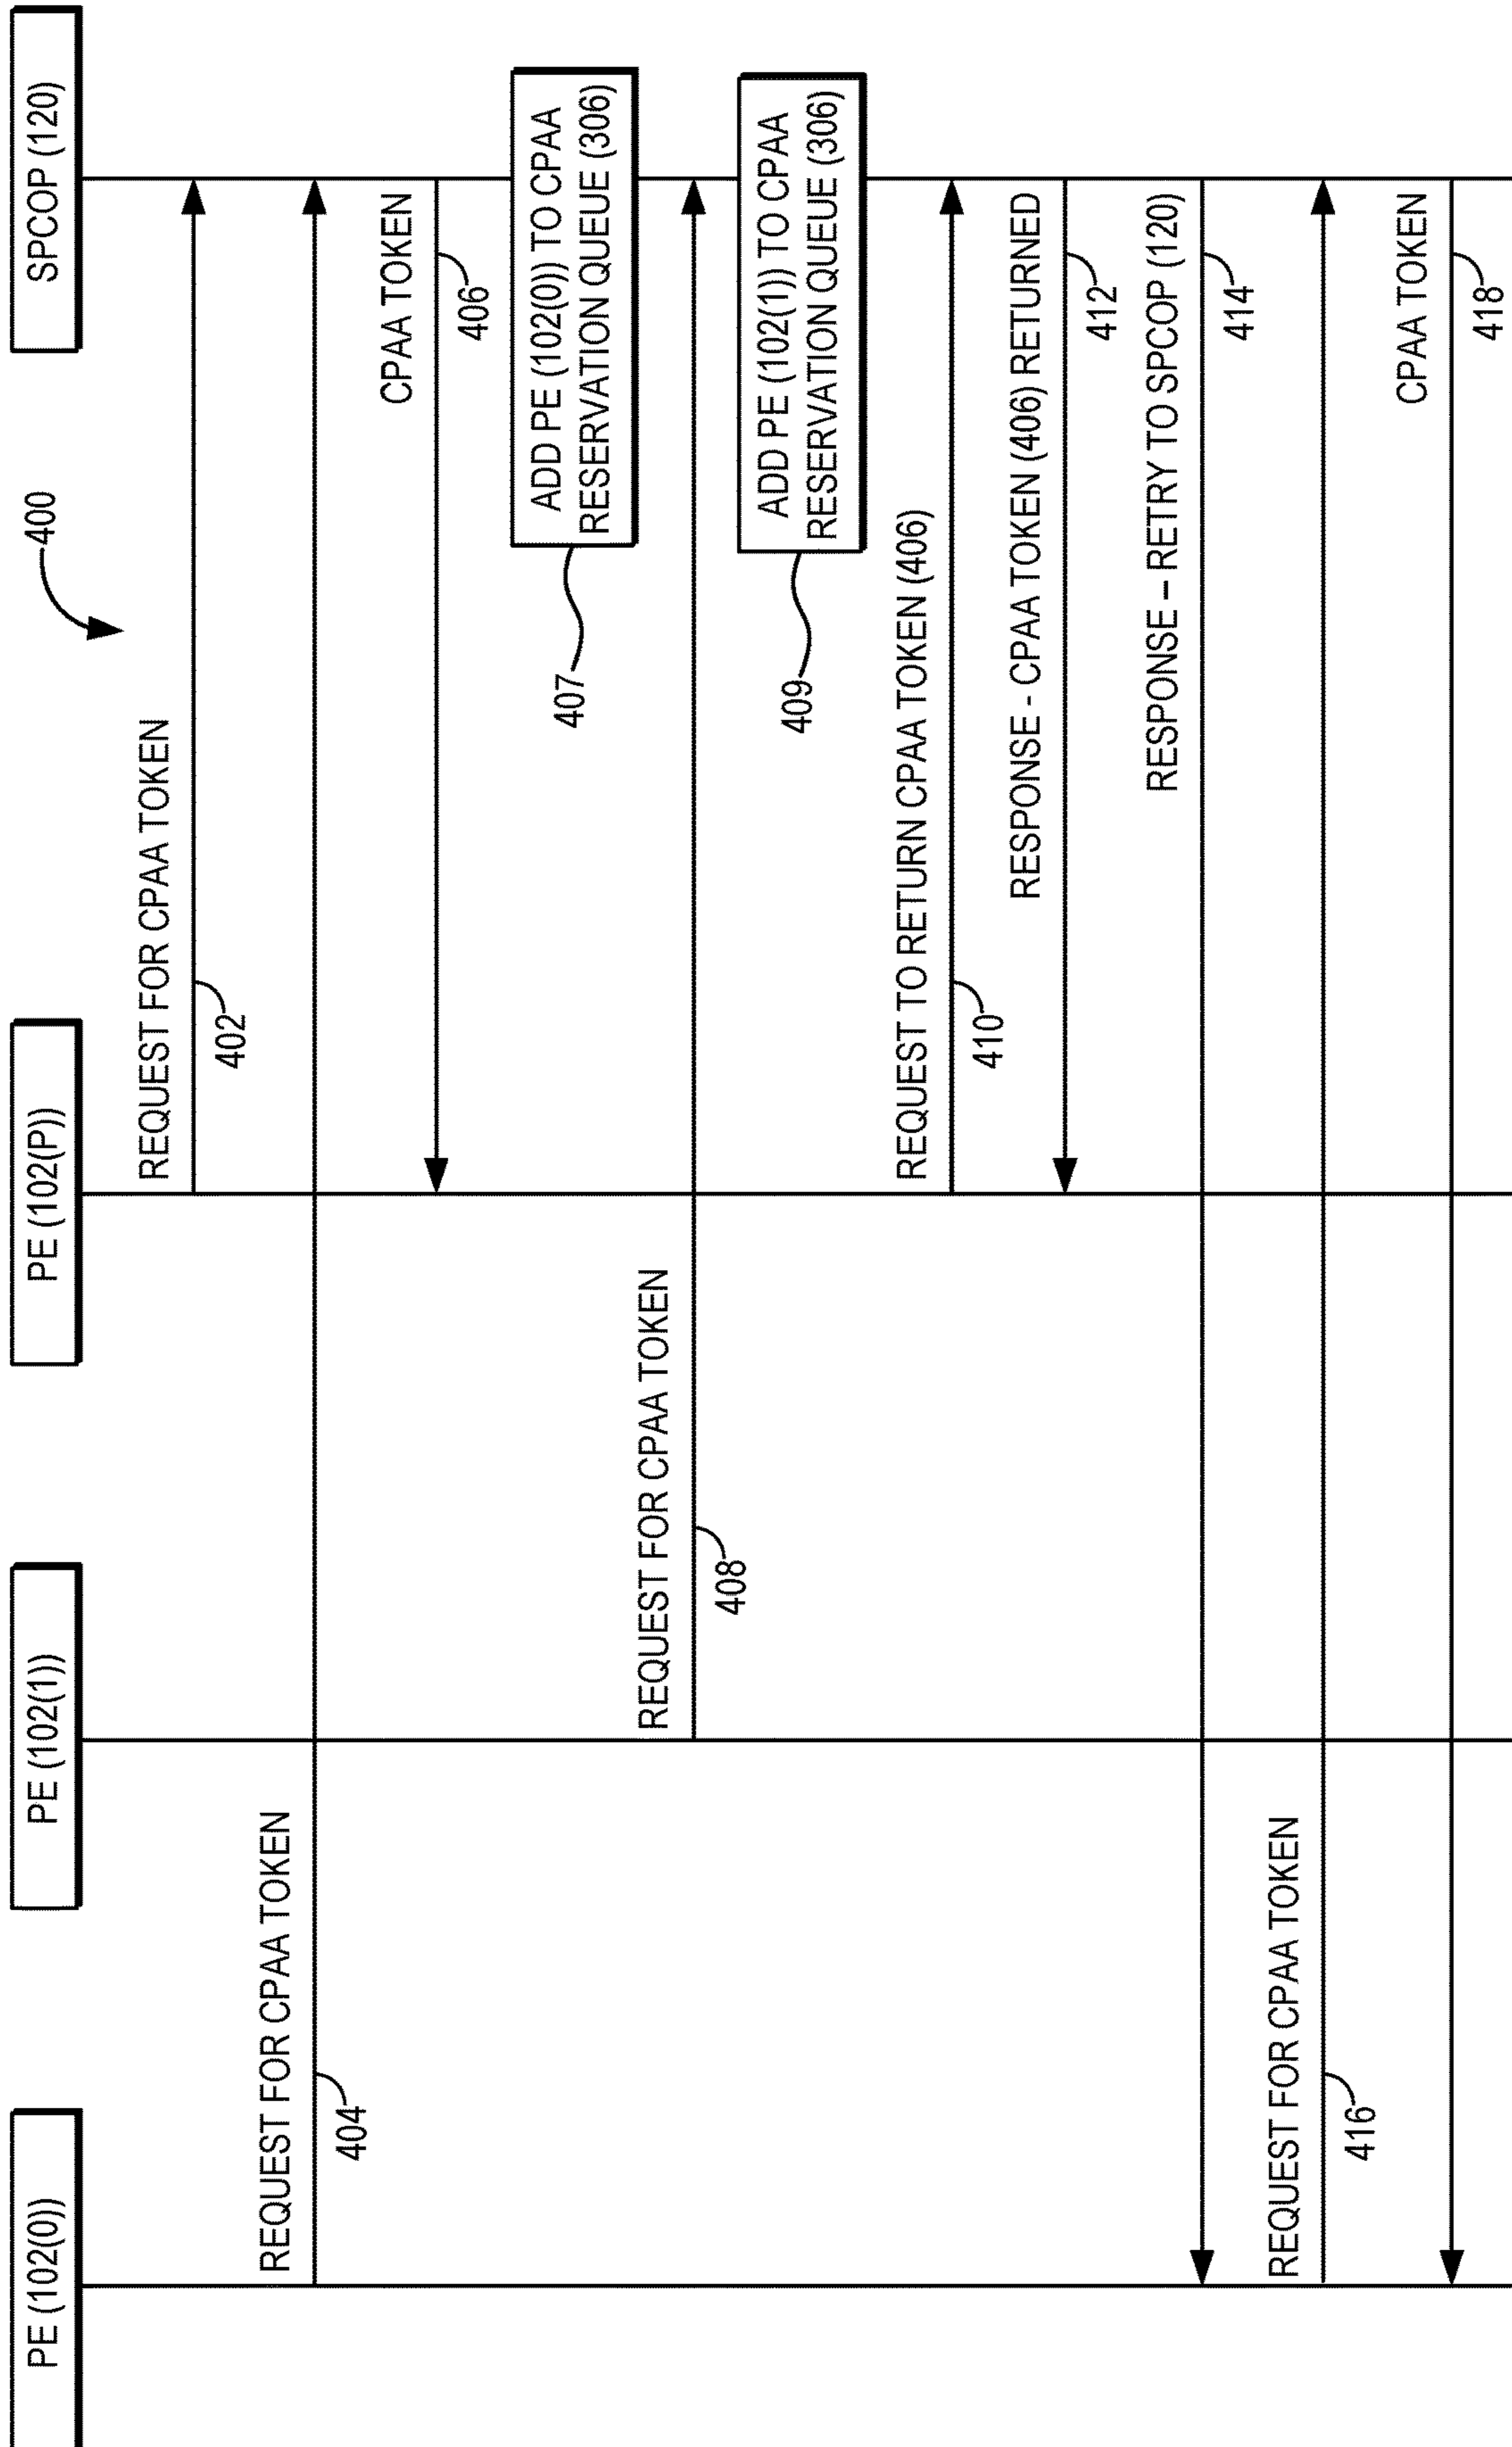 PE (102(0))
PE (102(1))
PE (102(P))
SPCOP (120)
400
REQUEST FOR CPAA TOKEN
402
REQUEST FOR CPAA TOKEN
404
CPAA TOKEN
406
ADD PE (102(0)) TO CPAA
RESERVATION QUEUE (306)
407
REQUEST FOR CPAA TOKEN
408
ADD PE (102(1)) TO CPAA
RESERVATION QUEUE (306)
409
REQUEST TO RETURN CPAA TOKEN (406)
410
RESPONSE - CPAA TOKEN (406) RETURNED
412
RESPONSE – RETRY TO SPCOP (120)
414
REQUEST FOR CPAA TOKEN
416
CPAA TOKEN
418